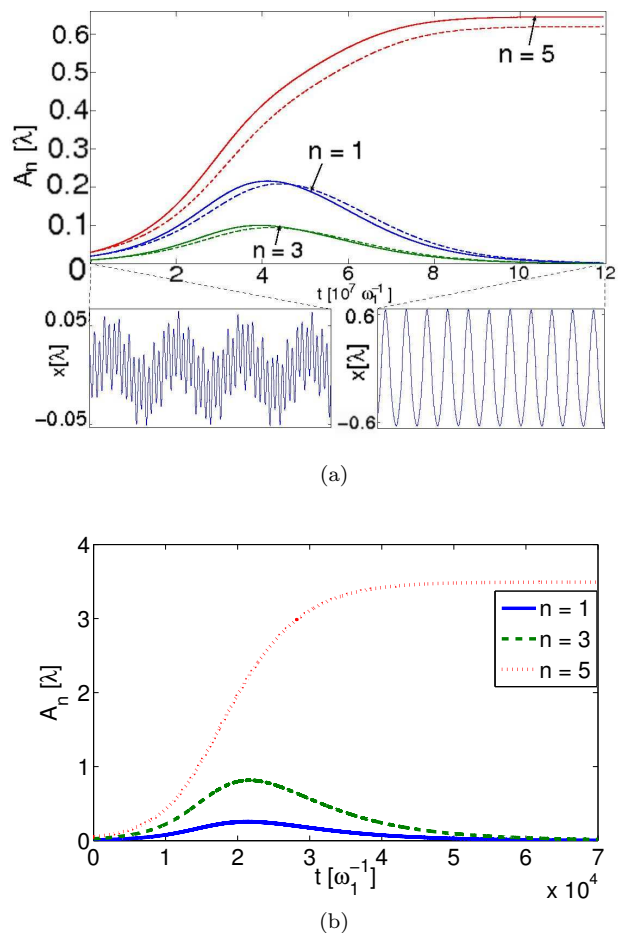 0.6
0.5
0.4
0.3
0.2
0.1
0
A_n [λ]
n = 5
n = 1
n = 3
2 4 6 8 10 12
t [10^7 ω_1^{-1}]
0.05
-0.05
x[λ]
0.6
-0.6
x[λ]
(a)
4
3
2
1
0
A_n [λ]
n = 1
n = 3
n = 5
0 1 2 3 4 5 6 7
t [ω_1^{-1}]
x 10^4
(b)